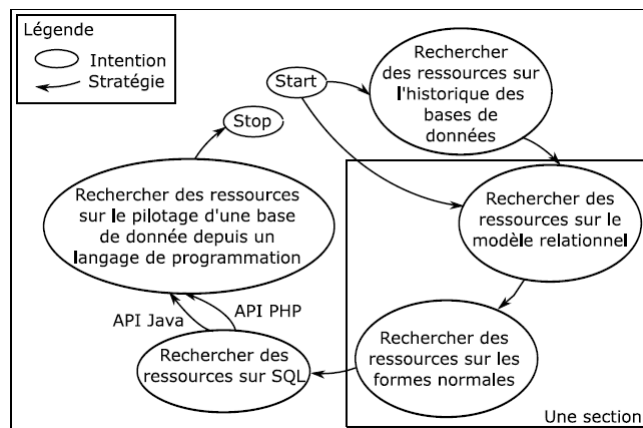 Légende
Intention
Stratégie
Start
Rechercher
des ressources sur
l'historique des
bases de
données
Stop
Rechercher des ressources
sur le pilotage d'une base
de donnée depuis un
langage de programmation
Rechercher des
ressources sur le
modèle relationnel
API Java
API PHP
Rechercher des
ressources sur SQL
Rechercher des
ressources sur les
formes normales
Une section